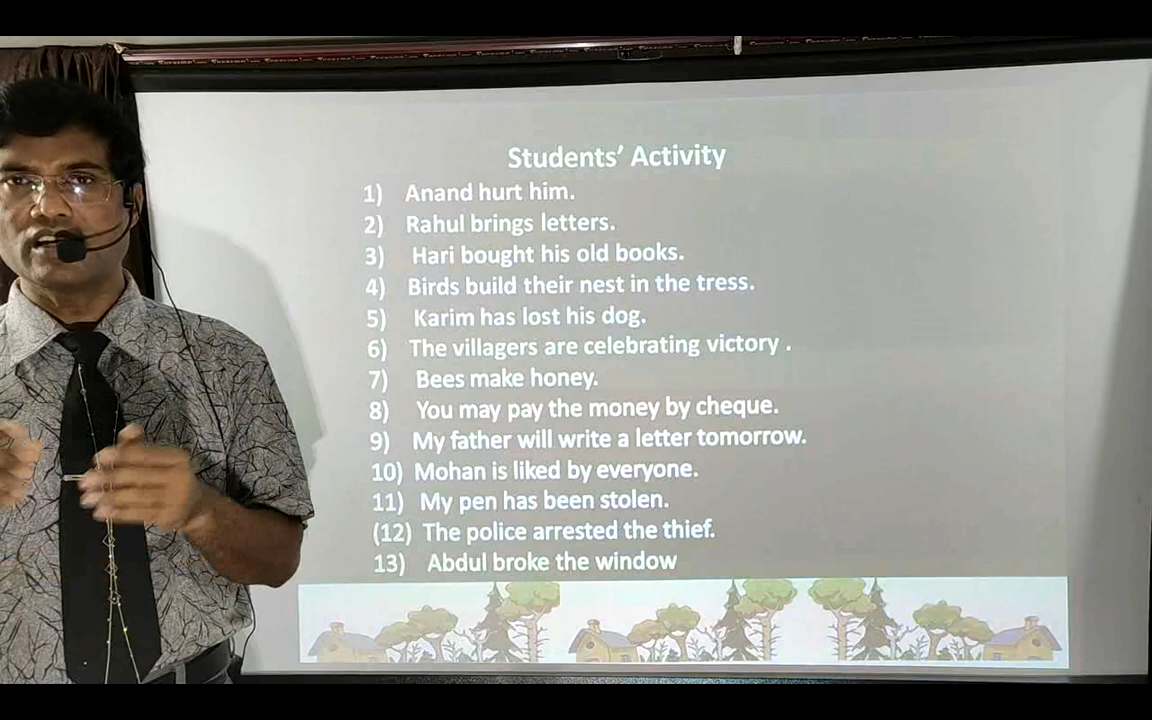 Students' Activity
1) Anand hurt him.
2) Rahul brings letters.
3) Hari bought his old books.
4) Birds build their nest in the tress.
5) Karim has lost his dog.
6) The villagers are celebrating victory .
7) Bees make honey.
8) You may pay the money by cheque.
9) My father will write a letter tomorrow.
10) Mohan is liked by everyone.
11) My pen has been stolen.
(12) The police arrested the thief.
13) Abdul broke the window